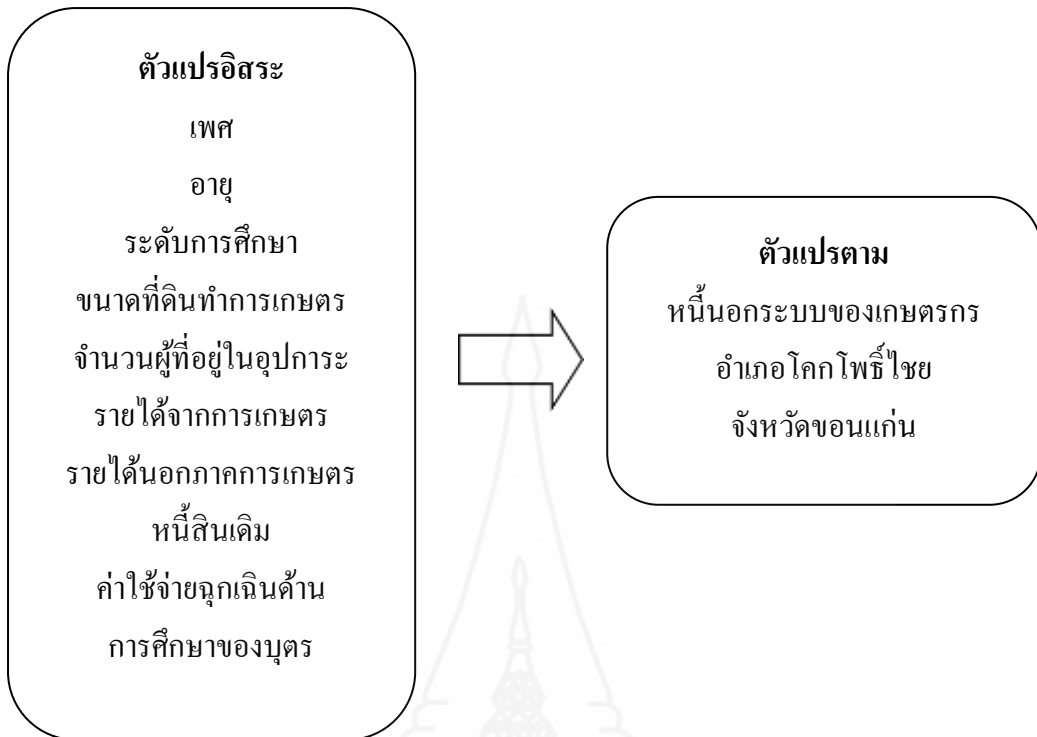 ตัวแปรอิสระ
เพศ
อายุ
ระดับการศึกษา
ขนาดที่ดินทำการเกษตร
จำนวนผู้ที่อยู่ในอุปการะ
รายได้จากการเกษตร
รายได้นอกภาคการเกษตร
หนี้สินเดิม
ค่าใช้จ่ายฉุกเฉินด้าน
การศึกษาของบุตร
ตัวแปรตาม
หนี้นอกระบบของเกษตรกร
อำเภอโคกโพธิ์ไชย
จังหวัดขอนแก่น